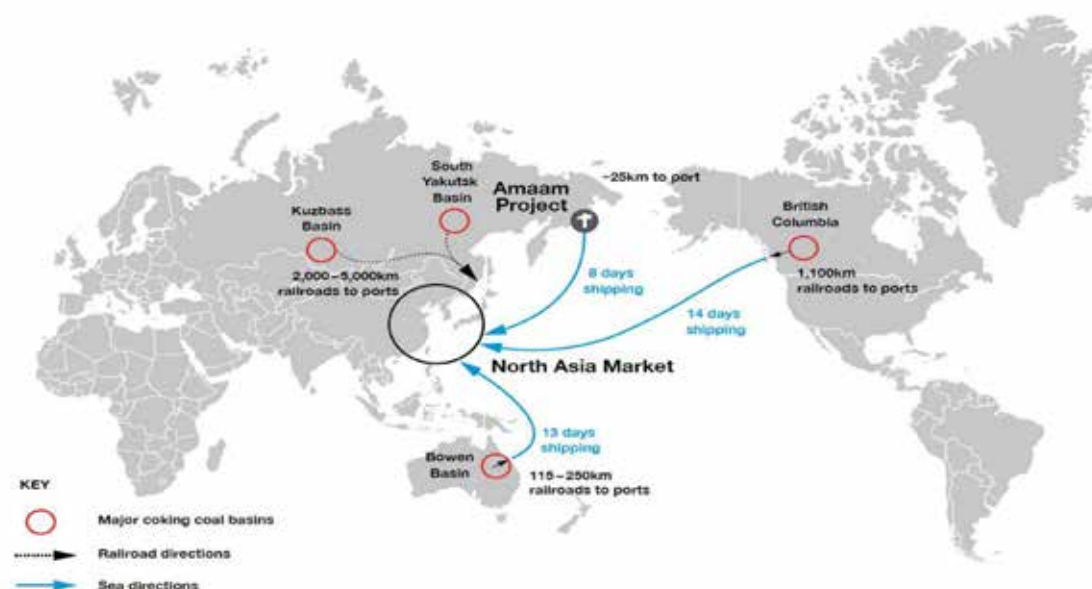 South
Yakutsk
Basin
Amaam
Project
~25km to port
Kuzbass
Basin
British
Columbia
2,000–5,000km
railroads to ports
1,100km
railroads to ports
8 days
shipping
14 days
shipping
North Asia Market
13 days
shipping
Bowen
Basin
115–250km
railroads to ports
KEY
Major coking coal basins
Railroad directions
Sea directions